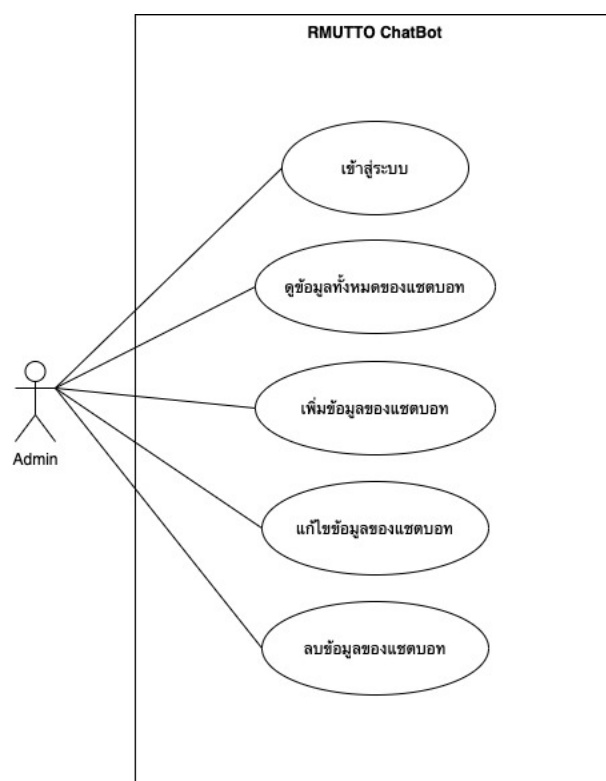 RMUTTO ChatBot
เข้าสู่ระบบ
ดูข้อมูลทั้งหมดของแชตบอท
เพิ่มข้อมูลของแชตบอท
Admin
แก้ไขข้อมูลของแชตบอท
ลบข้อมูลของแชตบอท